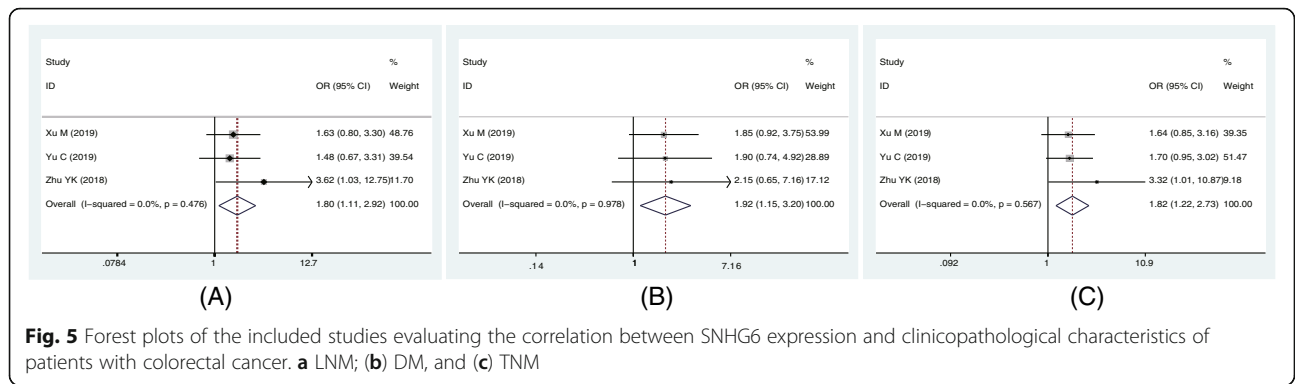 Study %
ID OR (95% CI) Weight
Xu M (2019) 1.63 (0.80, 3.30) 48.76
Yu C (2019) 1.48 (0.67, 3.31) 39.54
Zhu YK (2018) 3.62 (1.03, 12.75)11.70
Overall (I-squared = 0.0%, p = 0.476) 1.80 (1.11, 2.92) 100.00
.0784 1 12.7
(A)
Study %
ID OR (95% CI) Weight
Xu M (2019) 1.85 (0.92, 3.75)53.99
Yu C (2019) 1.90 (0.74, 4.92)28.89
Zhu YK (2018) 2.15 (0.65, 7.16)17.12
Overall (I-squared = 0.0%, p = 0.978) 1.92 (1.15, 3.20)100.00
.14 1 7.16
(B)
Study %
ID OR (95% CI) Weight
Xu M (2019) 1.64 (0.85, 3.16)39.35
Yu C (2019) 1.70 (0.95, 3.02)51.47
Zhu YK (2018) 3.32 (1.01, 10.87)9.18
Overall (I-squared = 0.0%, p = 0.567) 1.82 (1.22, 2.73)100.00
.092 1 10.9
(C)
Fig. 5 Forest plots of the included studies evaluating the correlation between SNHG6 expression and clinicopathological characteristics of
patients with colorectal cancer. a LNM; (b) DM, and (c) TNM